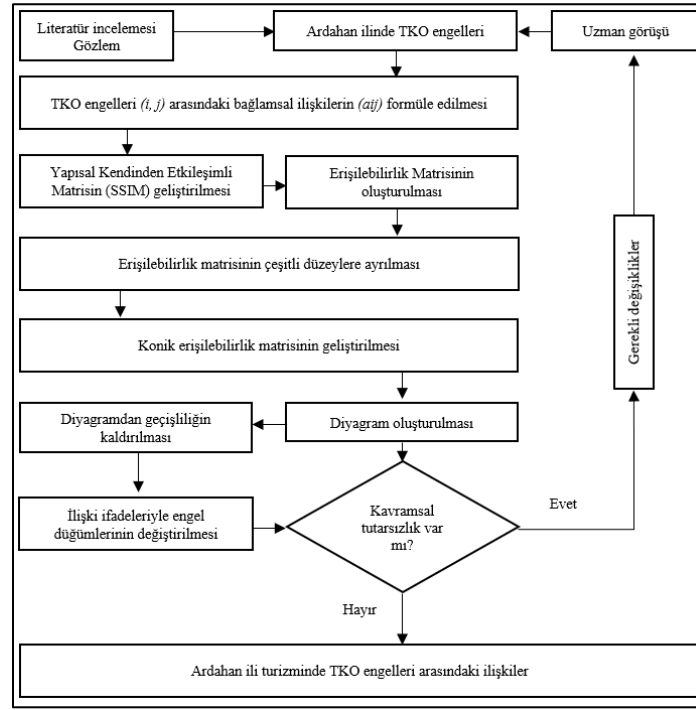 Literatür incelemesi
Gözlem
Ardahan ilinde TKO engelleri
Uzman görüşü
TKO engelleri (i, j) arasındaki bağlamsal ilişkilerin (aij) formüle edilmesi
Yapısal Kendinden Etkileşimli
Matrisin (SSIM) geliştirilmesi
Erişilebilirlik Matrisinin
oluşturulması
Erişilebilirlik matrisinin çeşitli düzeylere ayrılması
Gerekli değişiklikler
Konik erişilebilirlik matrisinin geliştirilmesi
Diyagramdan geçişliliğin
kaldırılması
Diyagram oluşturulması
İlişki ifadeleriyle engel
düğümlerinin değiştirilmesi
Kavramsal
tutarsızlık var
mı?
Evet
Hayır
Ardahan ili turizminde TKO engelleri arasındaki ilişkiler